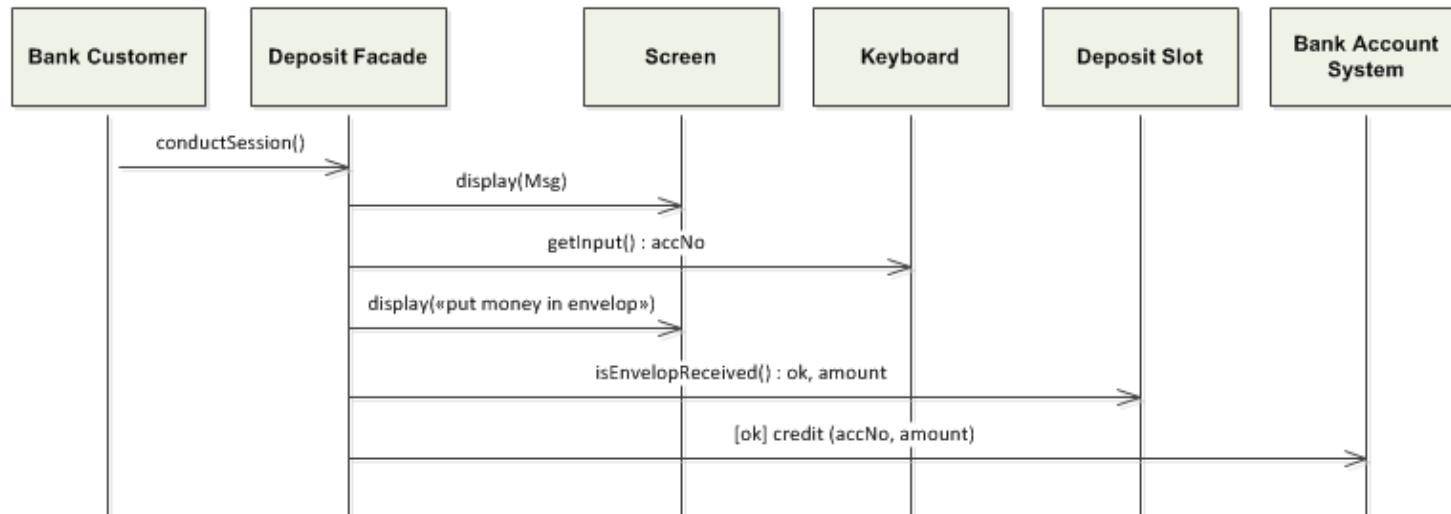 Bank Customer
Deposit Facade
Screen
Keyboard
Deposit Slot
Bank Account
System
conductSession()
display(Msg)
getInput() : accNo
display(«put money in envelop»)
isEnvelopReceived() : ok, amount
[ok] credit (accNo, amount)